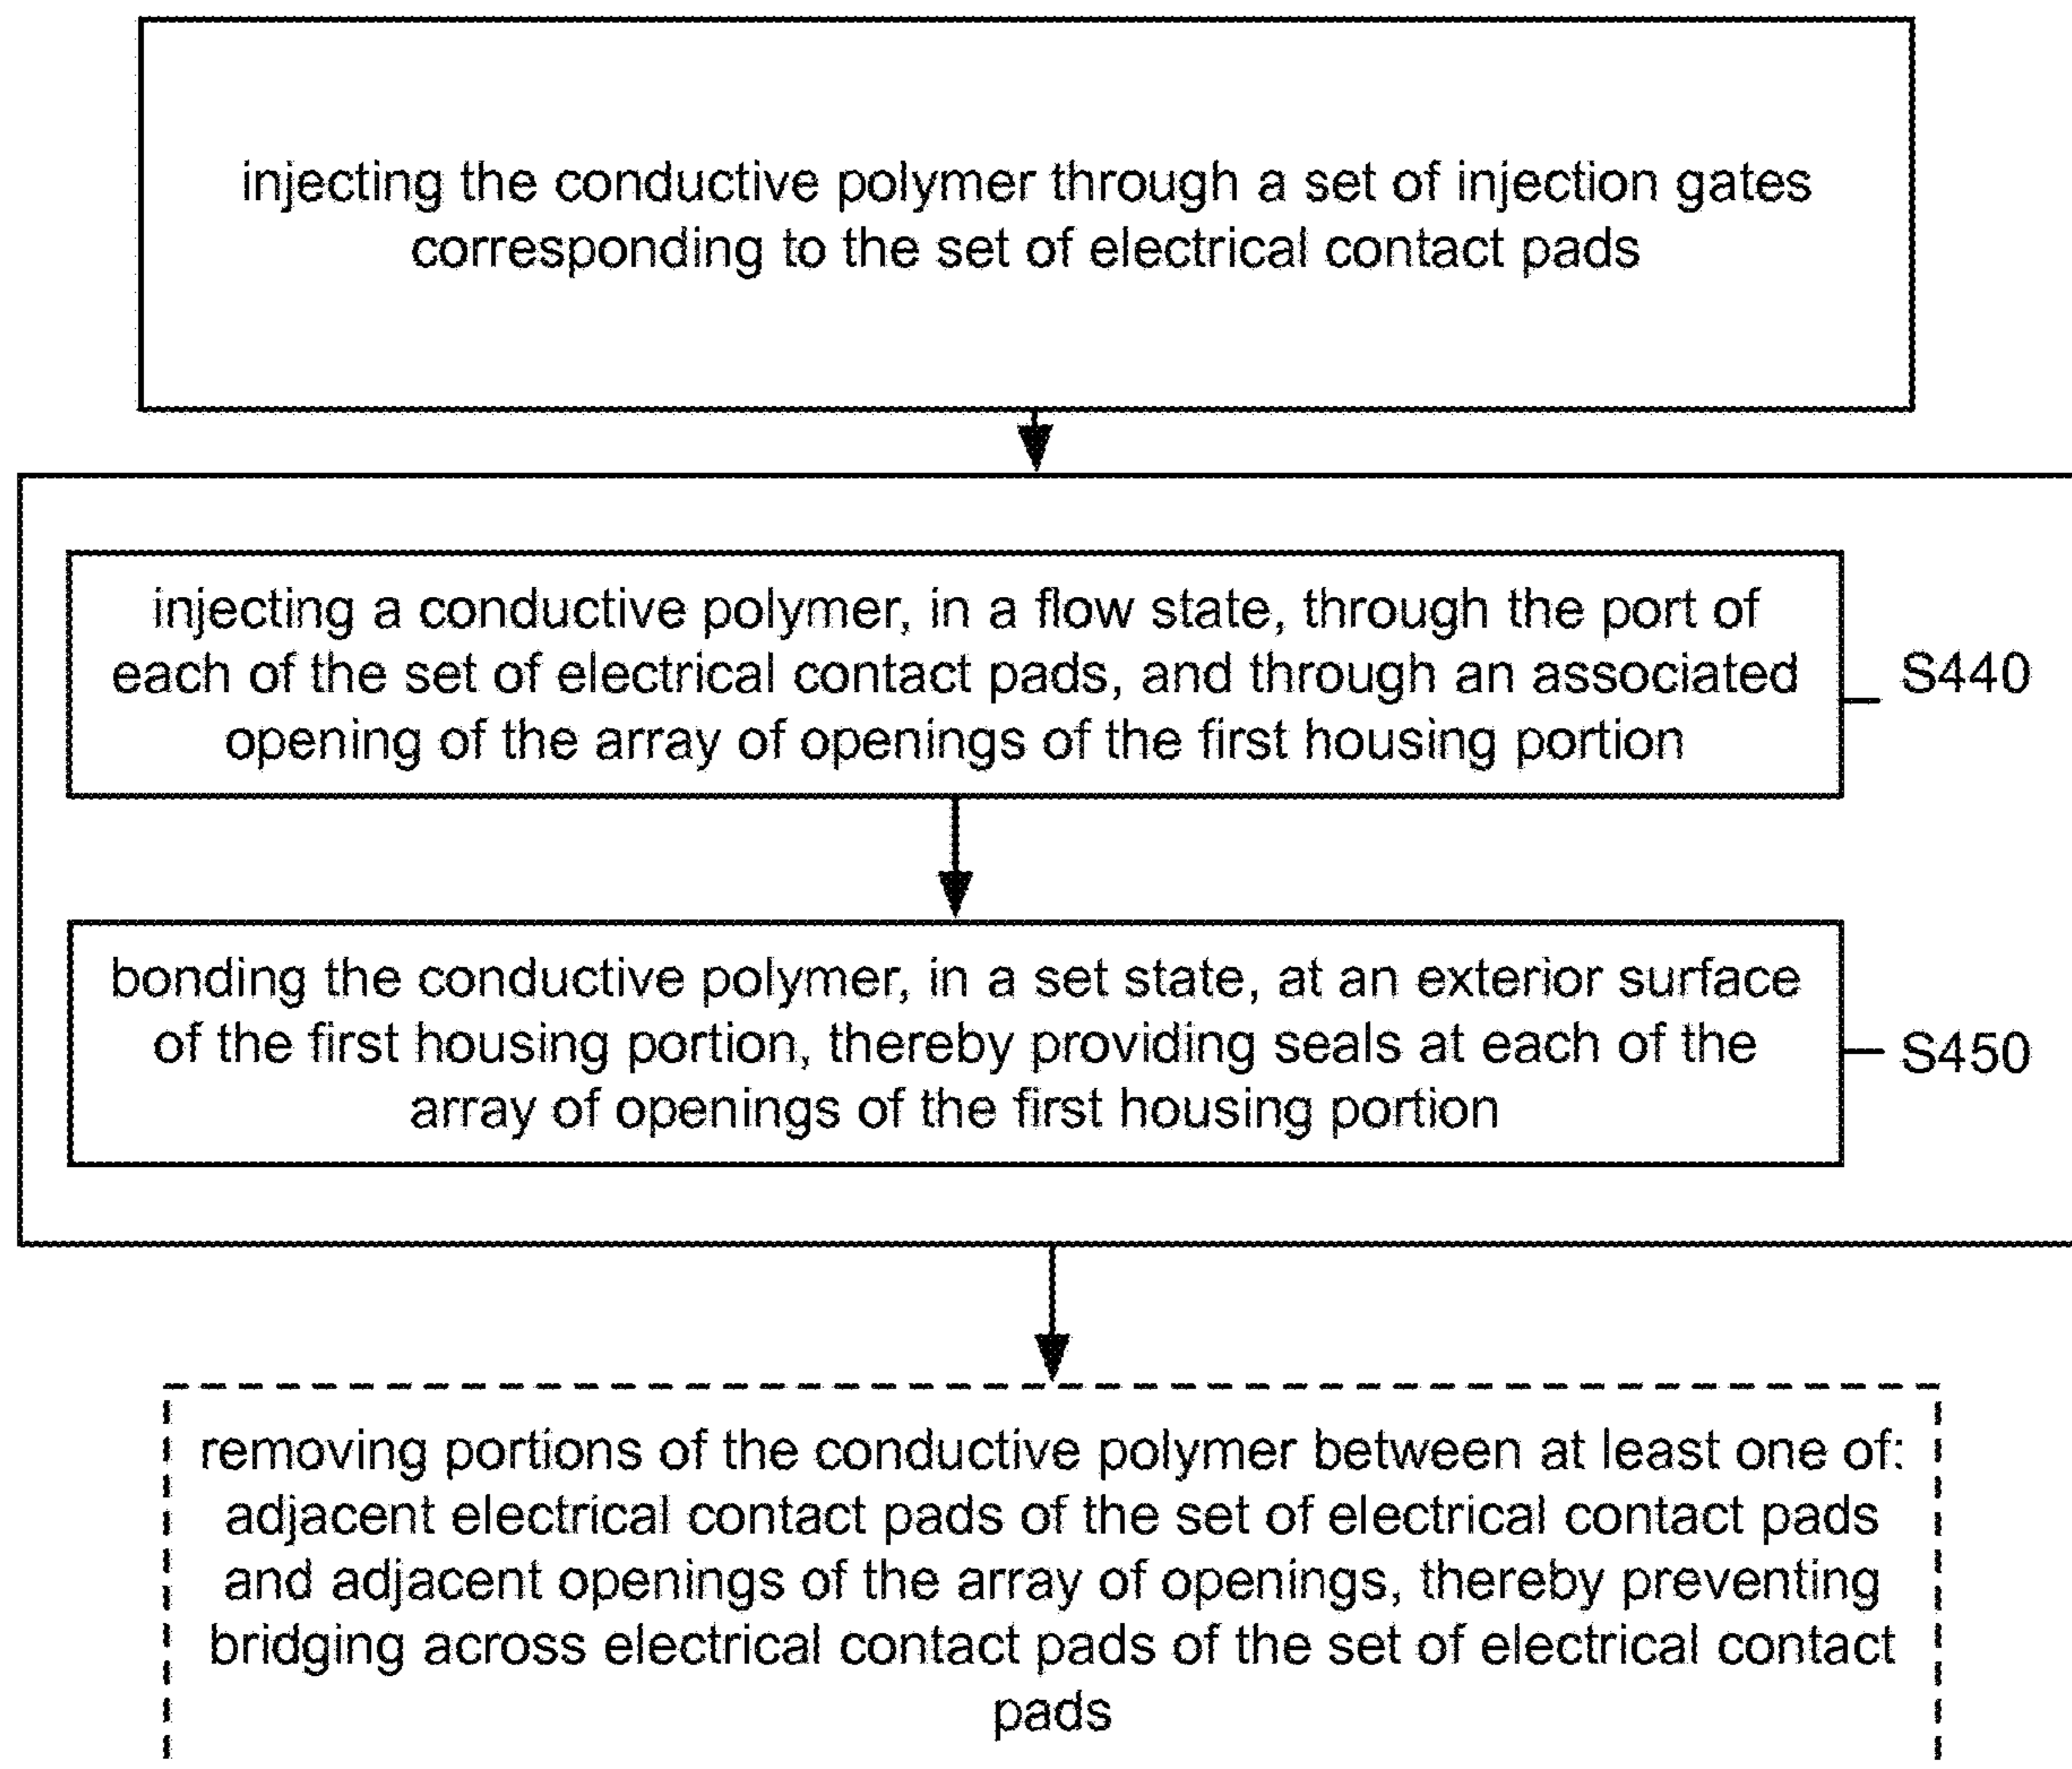 injecting the conductive polymer through a set of injection gates
corresponding to the set of electrical contact pads
injecting a conductive polymer, in a flow state, through the port of
each of the set of electrical contact pads, and through an associated
opening of the array of openings of the first housing portion
S440
bonding the conductive polymer, in a set state, at an exterior surface
of the first housing portion, thereby providing seals at each of the
array of openings of the first housing portion
S450
removing portions of the conductive polymer between at least one of:
adjacent electrical contact pads of the set of electrical contact pads
and adjacent openings of the array of openings, thereby preventing
bridging across electrical contact pads of the set of electrical contact
pads